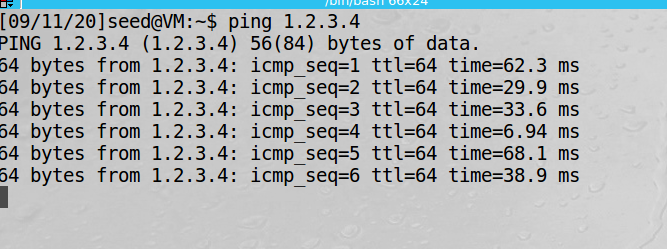 /bin/bash 66x24
[09/11/20]seed@VM:~$ ping 1.2.3.4
PING 1.2.3.4 (1.2.3.4) 56(84) bytes of data.
64 bytes from 1.2.3.4: icmp_seq=1 ttl=64 time=62.3 ms
64 bytes from 1.2.3.4: icmp_seq=2 ttl=64 time=29.9 ms
64 bytes from 1.2.3.4: icmp_seq=3 ttl=64 time=33.6 ms
64 bytes from 1.2.3.4: icmp_seq=4 ttl=64 time=6.94 ms
64 bytes from 1.2.3.4: icmp_seq=5 ttl=64 time=68.1 ms
64 bytes from 1.2.3.4: icmp_seq=6 ttl=64 time=38.9 ms